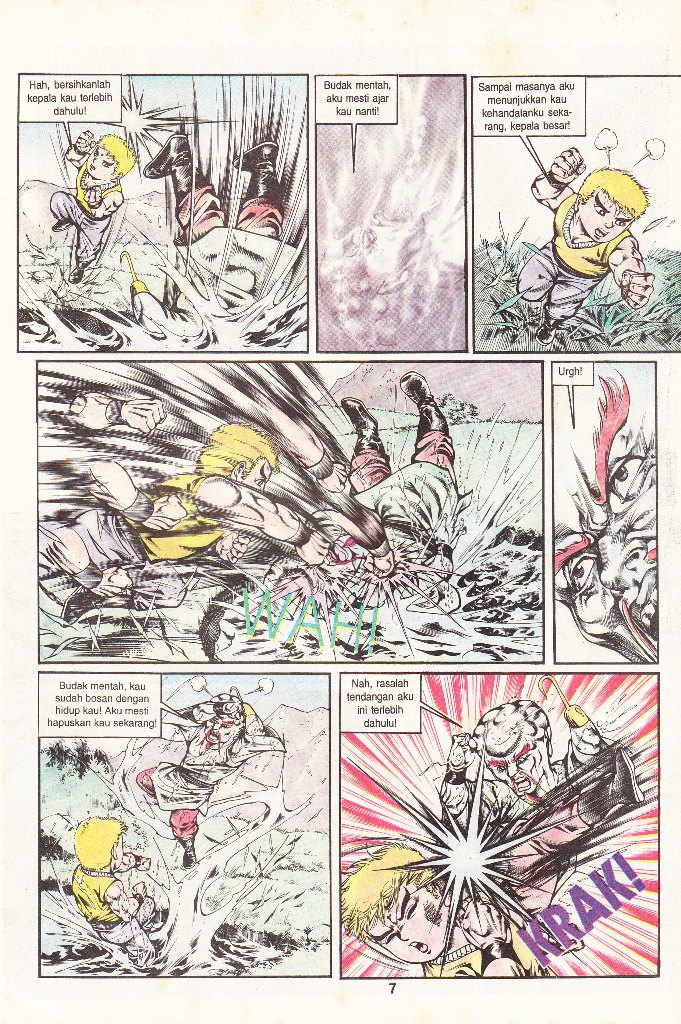 Hah, bersihkanlah
kepala kau terlebih
dahulu!
Budak mentah,
aku mesti ajar
kau nanti!
Sampai masanya aku
menunjukkan kau
kehandalanku seka-
rang, kepala besar!
WAH!
Urgh!
Budak mentah, kau
sudah bosan dengan
hidup kau! Aku mesti
hapuskan kau sekarang!
Nah, rasalah
tendangan aku
ini terlebih
dahulu!
KRAK!
7